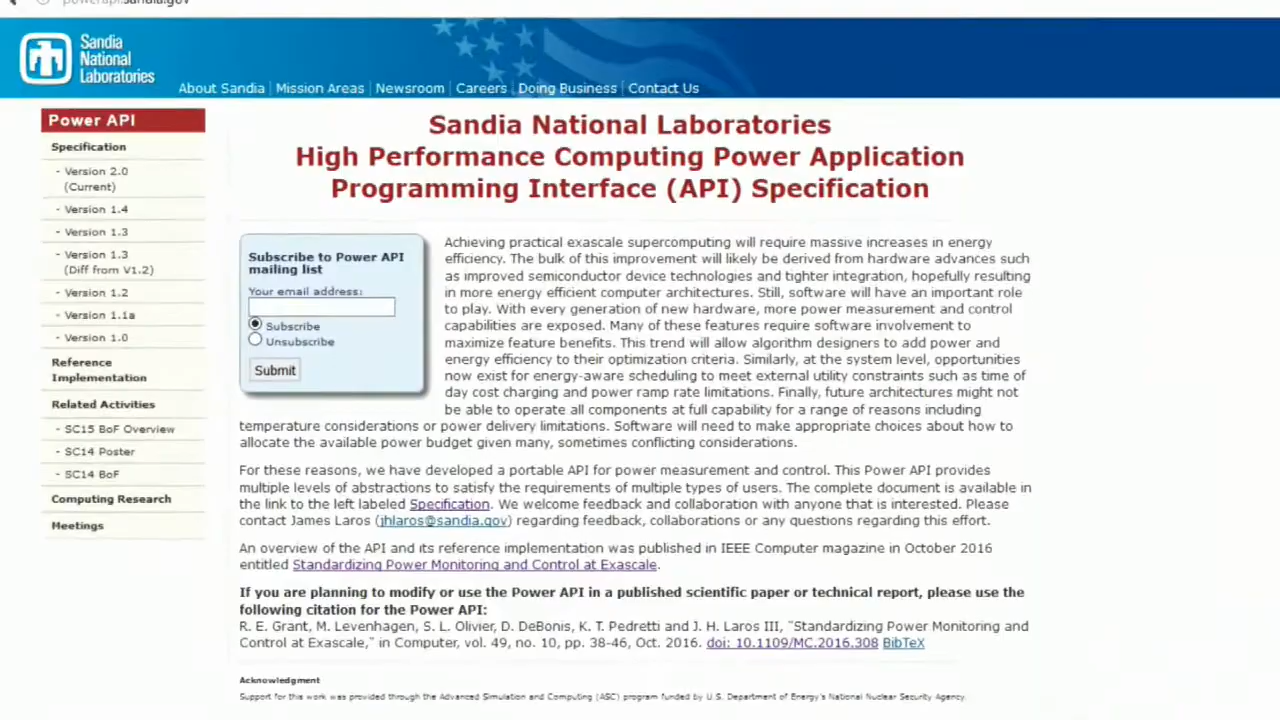 Sandia
National
Laboratories
About Sandia | Mission Areas | Newsroom | Careers | Doing Business | Contact Us
Power API
Specification
- Version 2.0
(Current)
- Version 1.4
- Version 1.3
- Version 1.3
(Diff from V1.2)
- Version 1.2
- Version 1.1a
- Version 1.0
Reference
Implementation
Related Activities
- SC15 BoF Overview
- SC14 Poster
- SC14 BoF
Computing Research
Meetings
Sandia National Laboratories
High Performance Computing Power Application
Programming Interface (API) Specification
Subscribe to Power API
mailing list
Your email address:
Subscribe
Unsubscribe
Submit
Achieving practical exascale supercomputing will require massive increases in energy
efficiency. The bulk of this improvement will likely be derived from hardware advances such
as improved semiconductor device technologies and tighter integration, hopefully resulting
in more energy efficient computer architectures. Still, software will have an important role
to play. With every generation of new hardware, more power measurement and control
capabilities are exposed. Many of these features require software involvement to
maximize feature benefits. This trend will allow algorithm designers to add power and
energy efficiency to their optimization criteria. Similarly, at the system level, opportunities
now exist for energy-aware scheduling to meet external utility constraints such as time of
day cost charging and power ramp rate limitations. Finally, future architectures might not
be able to operate all components at full capability for a range of reasons including
temperature considerations or power delivery limitations. Software will need to make appropriate choices about how to
allocate the available power budget given many, sometimes conflicting considerations.
For these reasons, we have developed a portable API for power measurement and control. This Power API provides
multiple levels of abstractions to satisfy the requirements of multiple types of users. The complete document is available in
the link to the left labeled Specification. We welcome feedback and collaboration with anyone that is interested. Please
contact James Laros (jhlaros@sandia.gov) regarding feedback, collaborations or any questions regarding this effort.
An overview of the API and its reference implementation was published in IEEE Computer magazine in October 2016
entitled Standardizing Power Monitoring and Control at Exascale.
If you are planning to modify or use the Power API in a published scientific paper or technical report, please use the
following citation for the Power API:
R. E. Grant, M. Levenhagen, S. L. Olivier, D. DeBonis, K. T. Pedretti and J. H. Laros III, "Standardizing Power Monitoring and
Control at Exascale," in Computer, vol. 49, no. 10, pp. 38-46, Oct. 2016. doi: 10.1109/MC.2016.308 BibTeX
Acknowledgment
Support for this work was provided through the Advanced Simulation and Computing (ASC) program funded by U.S. Department of Energy's National Nuclear Security Agency.